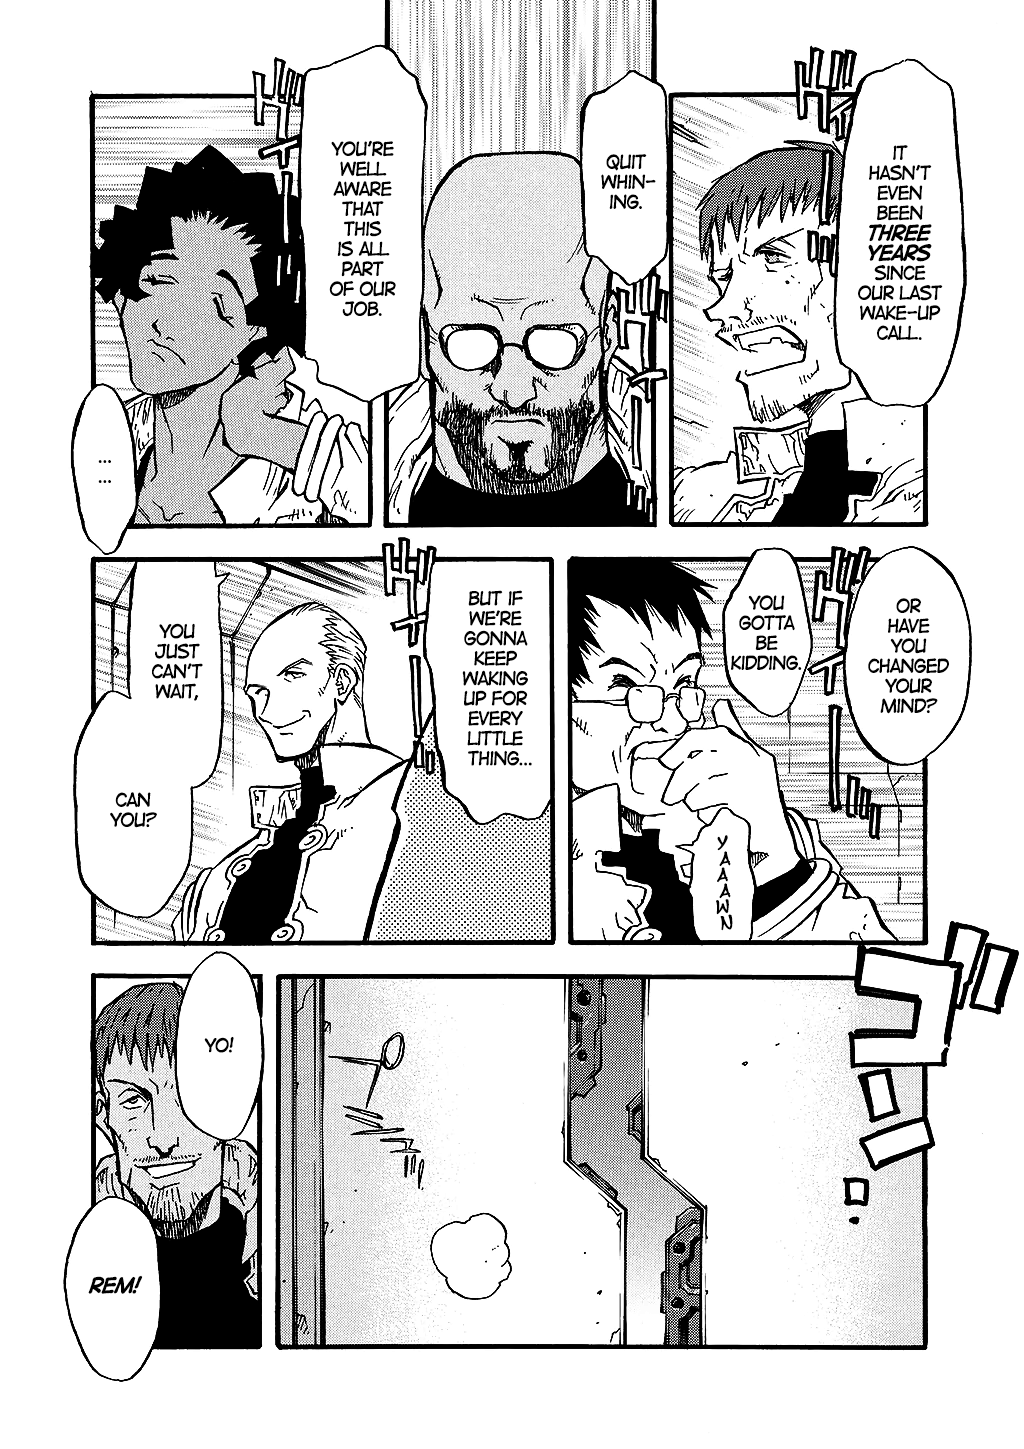 IT
HASN'T
EVEN
BEEN
THREE
YEARS
SINCE
OUR LAST
WAKE-UP
CALL.
QUIT
WHIN-
ING.
YOU'RE
WELL
AWARE
THAT
THIS
IS ALL
PART
OF OUR
JOB.
...
...
OR
HAVE
YOU
CHANGED
YOUR
MIND?
YOU
GOTTA
BE
KIDDING.
YAAAWN
BUT IF
WE'RE
GONNA
KEEP
WAKING
UP FOR
EVERY
LITTLE
THING...
YOU
JUST
CAN'T
WAIT,
CAN
YOU?
YO!
REM!